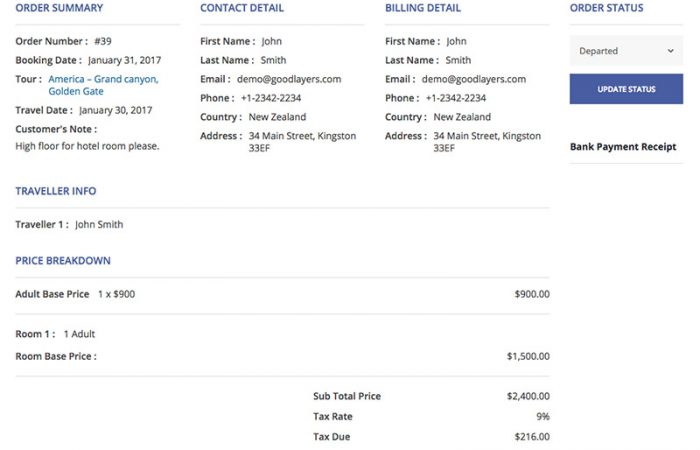 ORDER SUMMARY
Order Number : #39
Booking Date : January 31, 2017
Tour : America – Grand canyon,
Golden Gate
Travel Date : January 30, 2017
Customer's Note :
High floor for hotel room please.
CONTACT DETAIL
First Name : John
Last Name : Smith
Email : demo@goodlayers.com
Phone : +1-2342-2234
Country : New Zealand
Address : 34 Main Street, Kingston
33EF
BILLING DETAIL
First Name : John
Last Name : Smith
Email : demo@goodlayers.com
Phone : +1-2342-2234
Country : New Zealand
Address : 34 Main Street, Kingston
33EF
ORDER STATUS
Departed
UPDATE STATUS
Bank Payment Receipt
TRAVELLER INFO
Traveller 1 : John Smith
PRICE BREAKDOWN
Adult Base Price 1 x $900 $900.00
Room 1 : 1 Adult
Room Base Price : $1,500.00
Sub Total Price $2,400.00
Tax Rate 9%
Tax Due $216.00